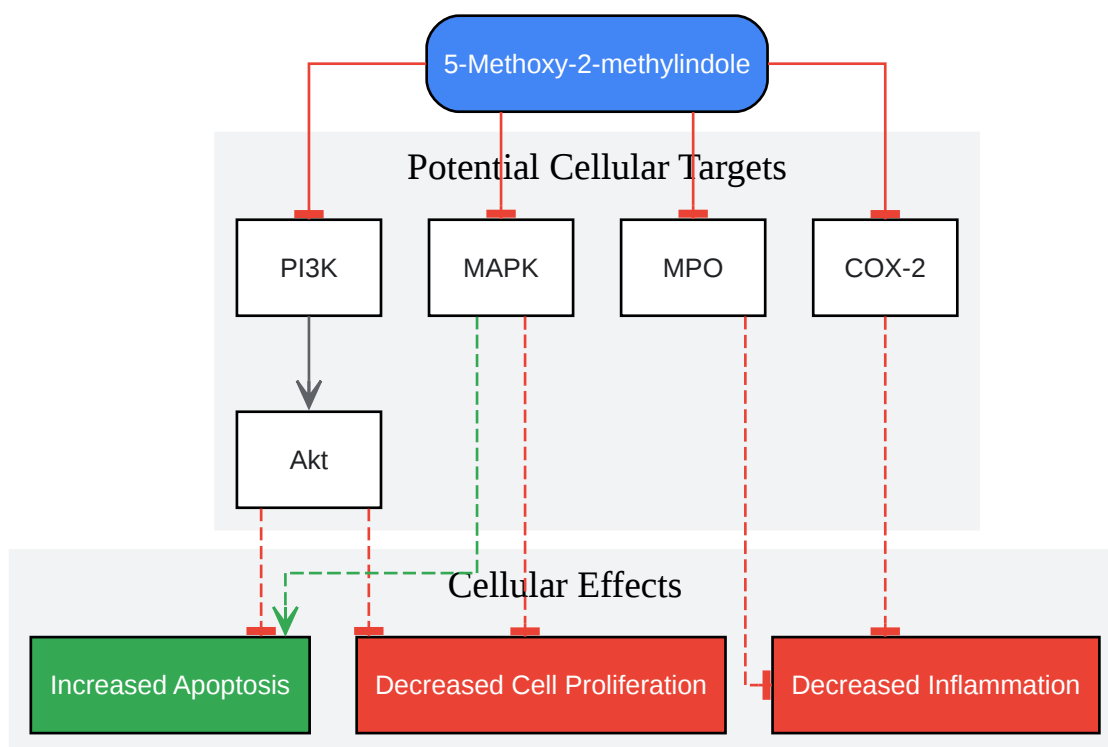 5-Methoxy-2-methylindole
Potential Cellular Targets
PI3K
MAPK
MPO
COX-2
Akt
Cellular Effects
Increased Apoptosis
Decreased Cell Proliferation
Decreased Inflammation